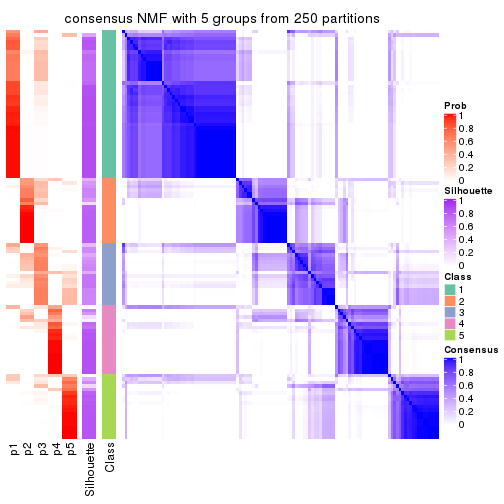 consensus NMF with 5 groups from 250 partitions
Prob
1
0.8
0.6
0.4
0.2
0
Silhouette
1
0.8
0.6
0.4
0.2
0
Class
1
2
3
4
5
Consensus
1
0.8
0.6
0.4
0.2
0
p1
p2
p3
p4
p5
Silhouette
Class